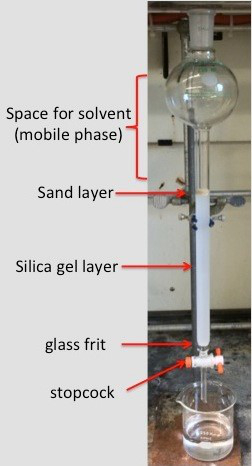 Space for solvent
(mobile phase)
Sand layer
Silica gel layer
glass frit
stopcock